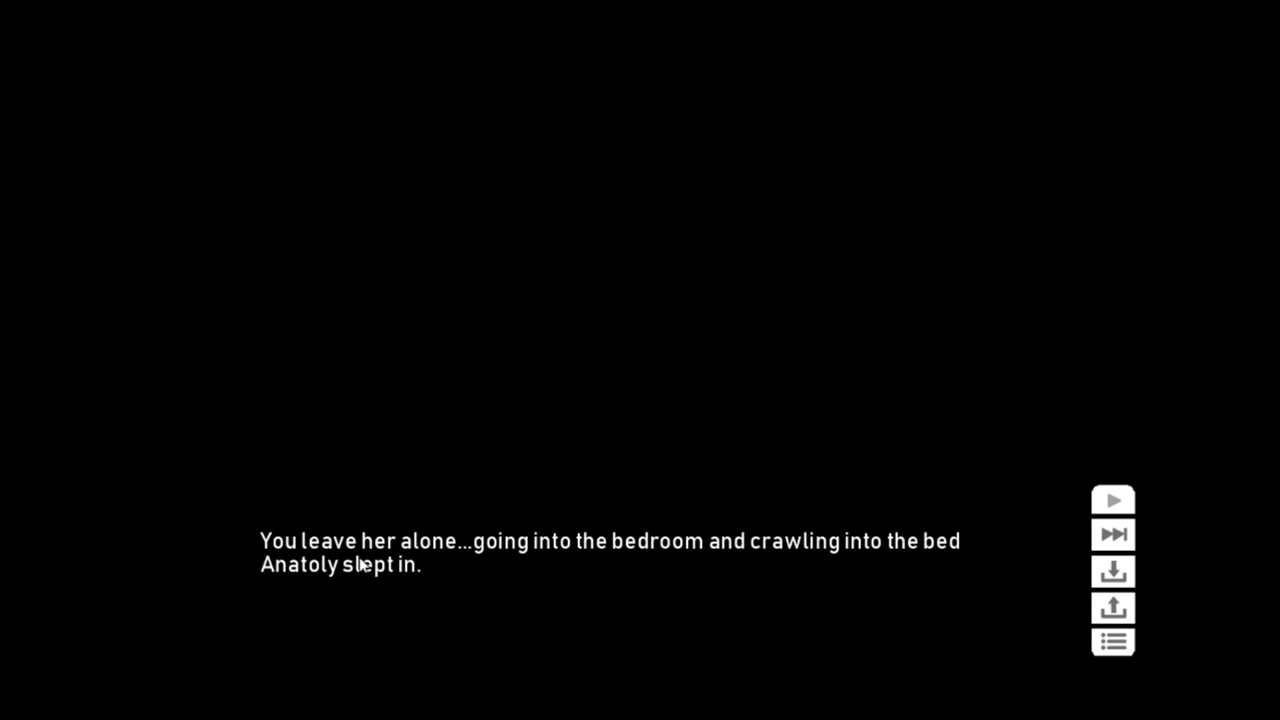 You leave her alone...going into the bedroom and crawling into the bed
Anatoly slept in.